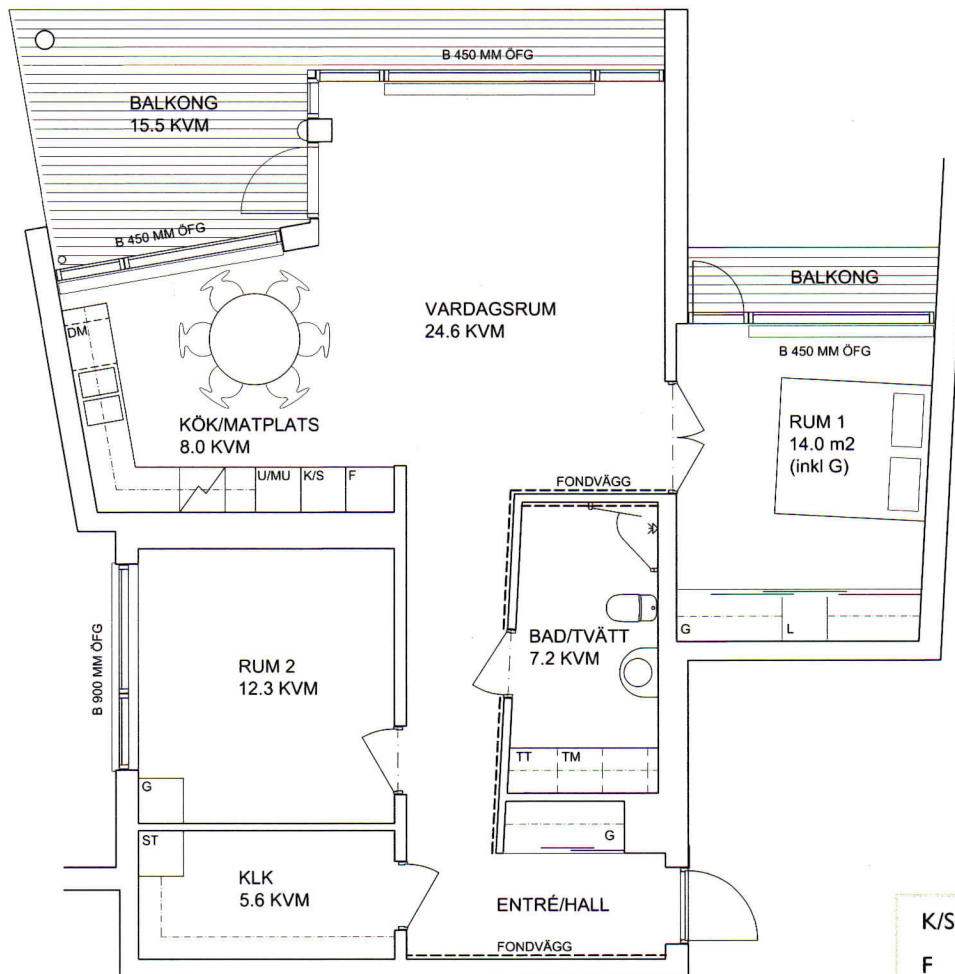 B 450 MM ÖFG
BALKONG
15.5 KVM
B 450 MM ÖFG
BALKONG
VARDAGSRUM
24.6 KVM
DM
B 450 MM ÖFG
KÖK/MATPLATS
8.0 KVM
RUM 1
14.0 m2
(inkl G)
U/MU
K/S
F
FONDVÄGG
BAD/TVÄTT
7.2 KVM
G
L
B 900 MM ÖFG
RUM 2
12.3 KVM
TT
TM
G
G
ST
KLK
5.6 KVM
ENTRÉ/HALL
FONDVÄGG
K/S
F